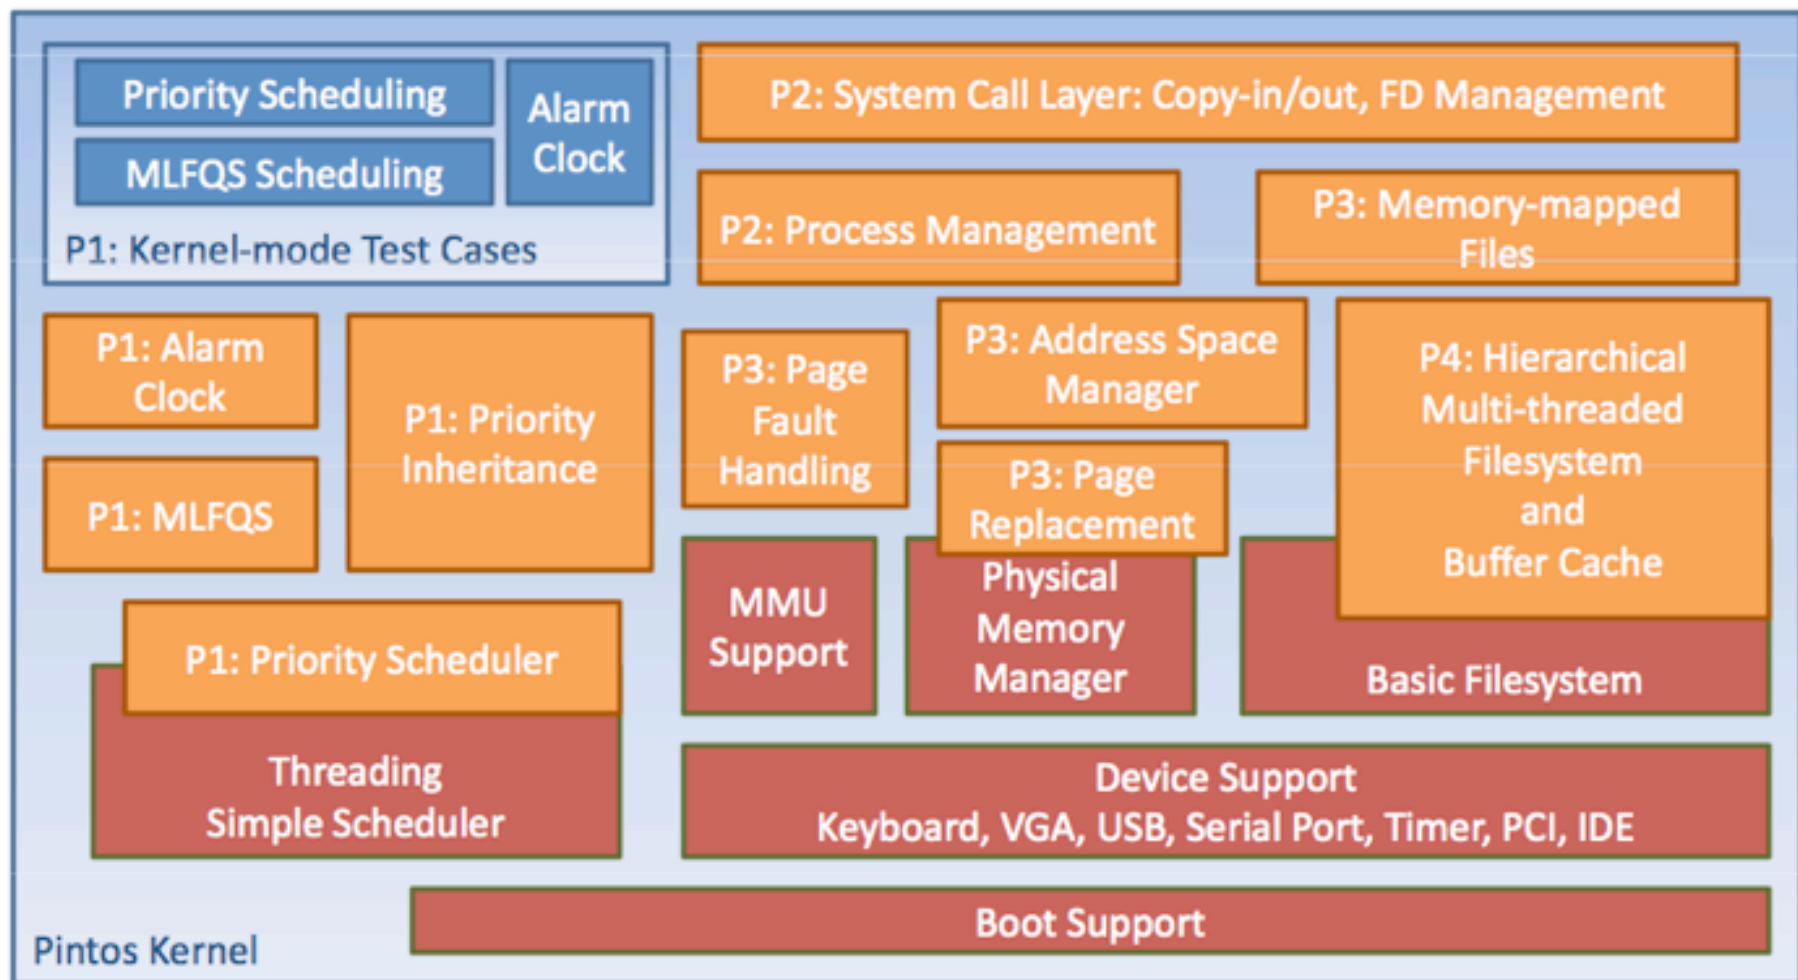 Priority Scheduling
MLFQS Scheduling
Alarm
Clock
P1: Kernel-mode Test Cases
P2: System Call Layer: Copy-in/out, FD Management
P2: Process Management
P3: Memory-mapped
Files
P1: Alarm
Clock
P1: MLFQS
P1: Priority
Inheritance
P3: Page
Fault
Handling
P3: Address Space
Manager
P3: Page
Replacement
P4: Hierarchical
Multi-threaded
Filesystem
and
Buffer Cache
P1: Priority Scheduler
Threading
Simple Scheduler
MMU
Support
Physical
Memory
Manager
Basic Filesystem
Device Support
Keyboard, VGA, USB, Serial Port, Timer, PCI, IDE
Boot Support
Pintos Kernel